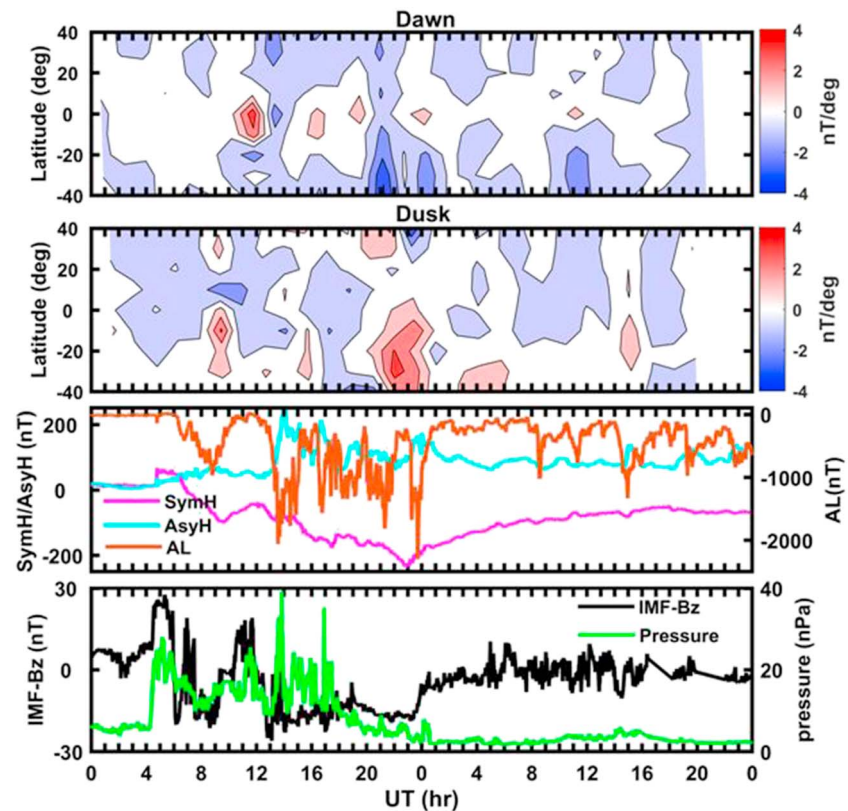 Dawn
40
20
0
-20
-40
Latitude (deg)
4
2
0
-2
-4
nT/deg
Dusk
40
20
0
-20
-40
Latitude (deg)
4
2
0
-2
-4
nT/deg
200
0
-200
SymH/AsyH (nT)
SymH
AsyH
AL
0
-1000
-2000
AL(nT)
30
0
-30
IMF-Bz (nT)
IMF-Bz
Pressure
40
20
0
pressure (nPa)
0 4 8 12 16 20 0 4 8 12 16 20 0
UT (hr)